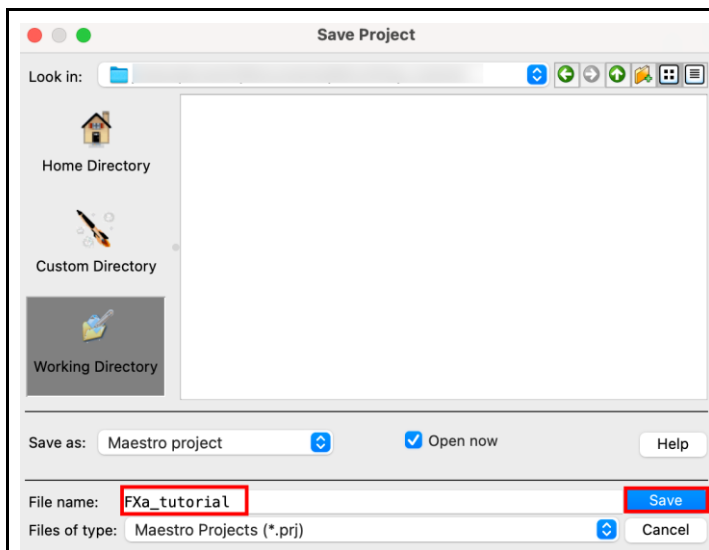 Save Project
Look in:
Home Directory
Custom Directory
Working Directory
Save as: Maestro project Open now Help
File name: FXa_tutorial Save
Files of type: Maestro Projects (*.prj) Cancel